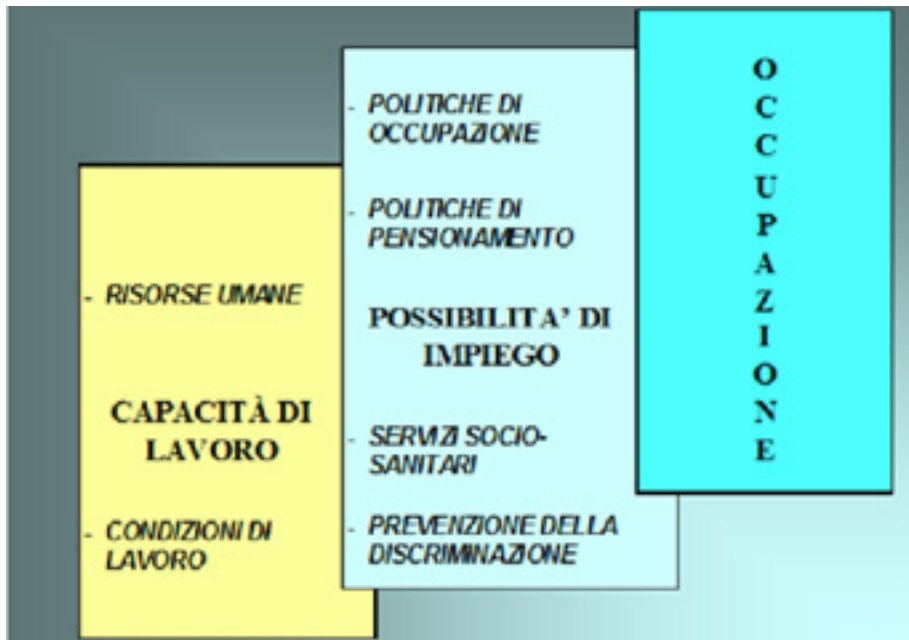 - RISORSE UMANE
CAPACITÀ DI
LAVORO
- CONDIZIONI DI
LAVORO
- POLITICHE DI
OCCUPAZIONE
- POLITICHE DI
PENSIONAMENTO
POSSIBILITA' DI
IMPIEGO
- SERVIZI SOCIO-
SANITARI
- PREVENZIONE DELLA
DISCRIMINAZIONE
OCCUPAZIONE